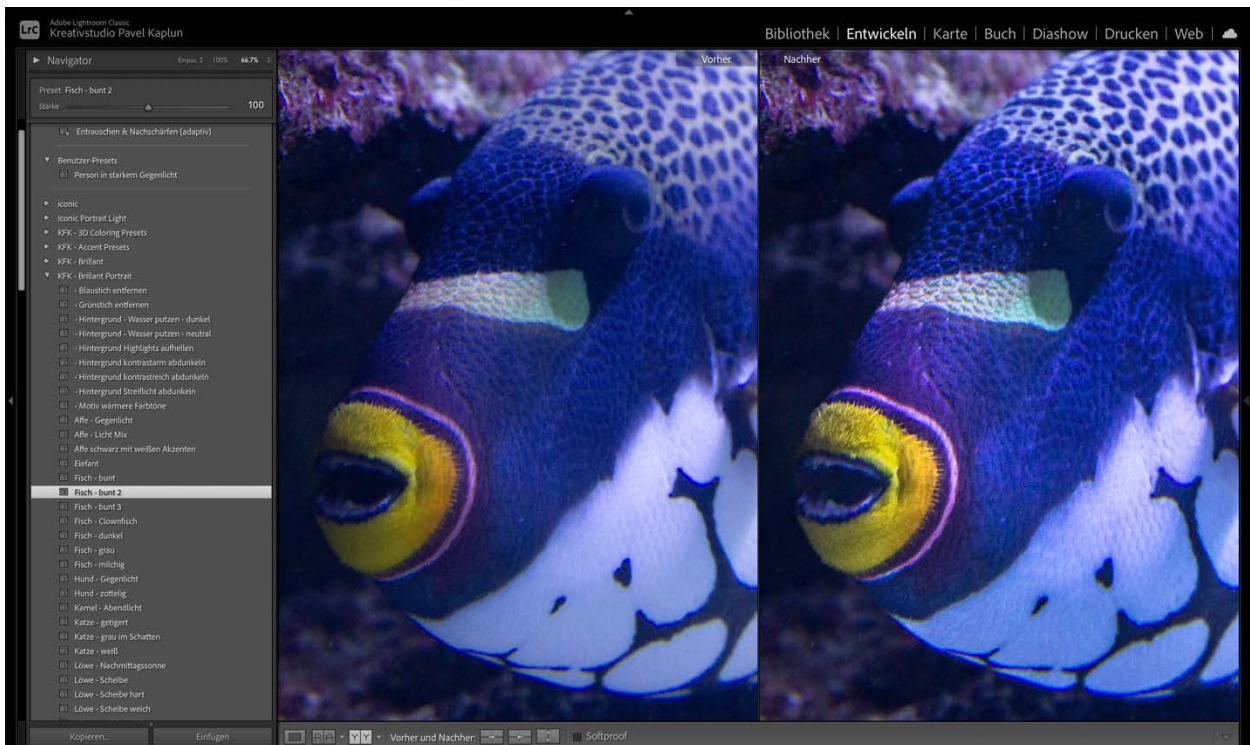 LrC
Adobe Lightroom Classic
Kreativstudio Pavel Kaplun
Bibliothek | Entwickeln | Karte | Buch | Diashow | Drucken | Web |
Navigator
Einpas. 100% 66.7%
Preset: Fisch - bunt 2
Stärke 100
Entrauschen & Nachschärfen (adaptiv)
Benutzer-Presets
Person in starkem Gegenlicht
iconic
Iconic Portrait Light
KFK - 3D Coloring Presets
KFK - Accent Presets
KFK - Brillant
KFK - Brillant Portrait
- Blaustich entfernen
- Grünstich entfernen
- Hintergrund - Wasser putzen - dunkel
- Hintergrund - Wasser putzen - neutral
- Hintergrund Highlights aufhellen
- Hintergrund kontrastarm abdunkeln
- Hintergrund kontrastreich abdunkeln
- Hintergrund Streiflicht abdunkeln
- Motiv wärmere Farbtöne
Affe - Gegenlicht
Affe - Licht Mix
Affe schwarz mit weißen Akzenten
Elefant
Fisch - bunt
Fisch - bunt 2
Fisch - bunt 3
Fisch - Clownfisch
Fisch - dunkel
Fisch - grau
Fisch - milchig
Hund - Gegenlicht
Hund - zottelig
Kamel - Abendlicht
Katze - getigert
Katze - grau im Schatten
Katze - weiß
Löwe - Nachmittagssonne
Löwe - Scheibe
Löwe - Scheibe hart
Löwe - Scheibe weich
Kopieren... Einfügen
Vorher
Nachher
RA YY Vorher und Nachher: Softproof